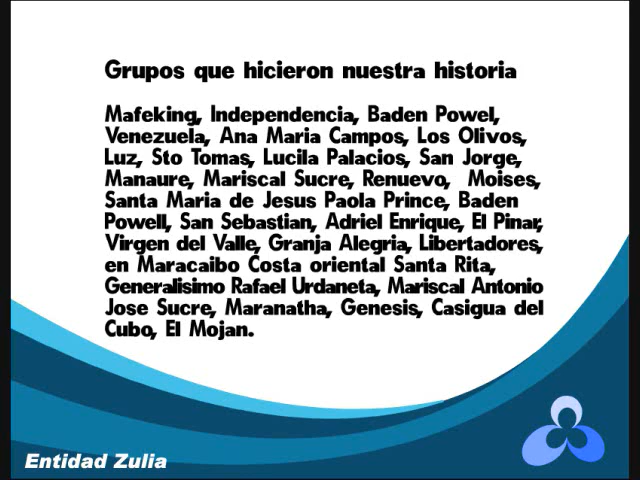 Grupos que hicieron nuestra historia
Mafeking, Independencia, Baden Powel,
Venezuela, Ana Maria Campos, Los Olivos,
Luz, Sto Tomas, Lucila Palacios, San Jorge,
Manaure, Mariscal Sucre, Renuevo, Moises,
Santa Maria de Jesus Paola Prince, Baden
Powell, San Sebastian, Adriel Enrique, El Pinar,
Virgen del Valle, Granja Alegria, Libertadores,
en Maracaibo Costa oriental Santa Rita,
Generalisimo Rafael Urdaneta, Mariscal Antonio
Jose Sucre, Maranatha, Genesis, Casigua del
Cubo, El Mojan.
Entidad Zulia